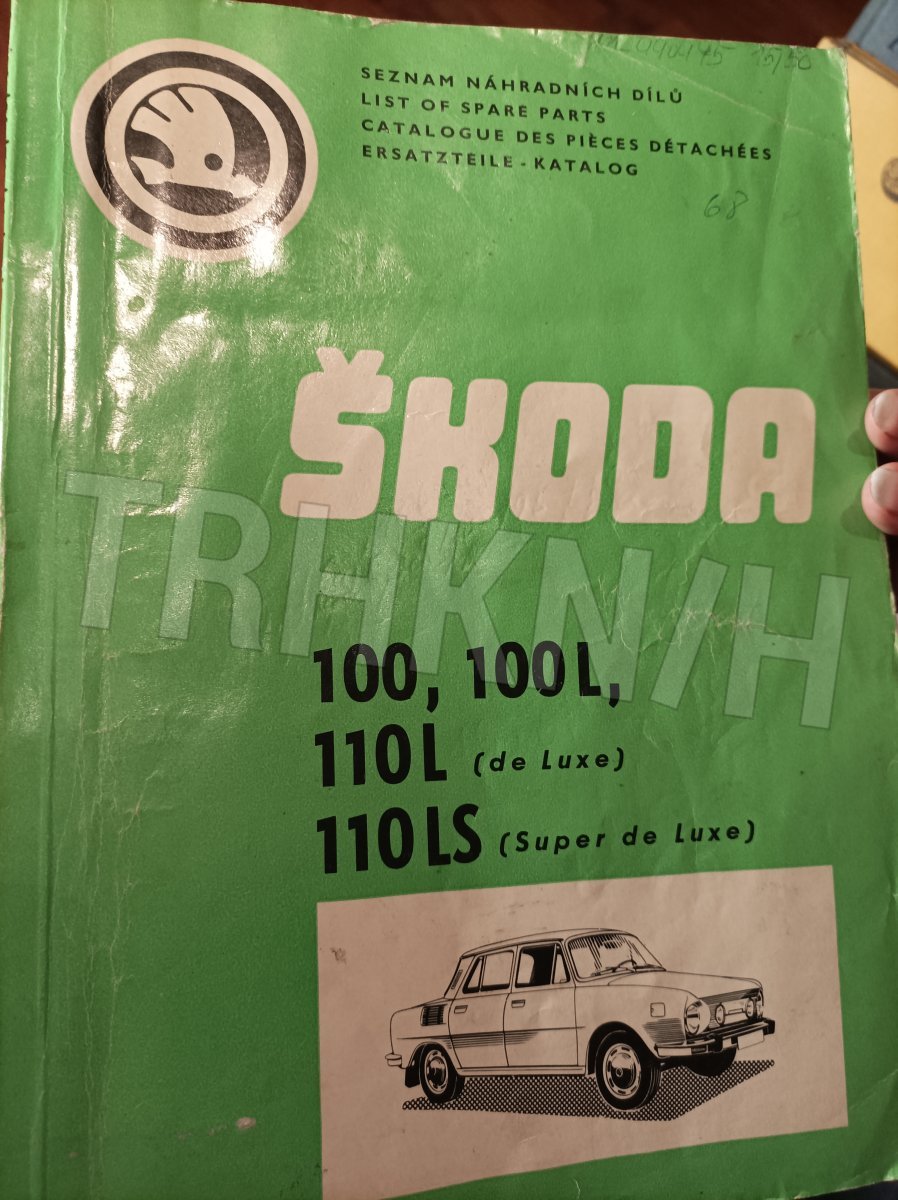 SEZNAM NÁHRADNÍCH DÍLŮ
LIST OF SPARE PARTS
CATALOGUE DES PIÈCES DÉTACHÉES
ERSATZTEILE - KATALOG
68
ŠKODA
TRHKNIH
100, 100 L,
110 L (de Luxe)
110 LS (Super de Luxe)